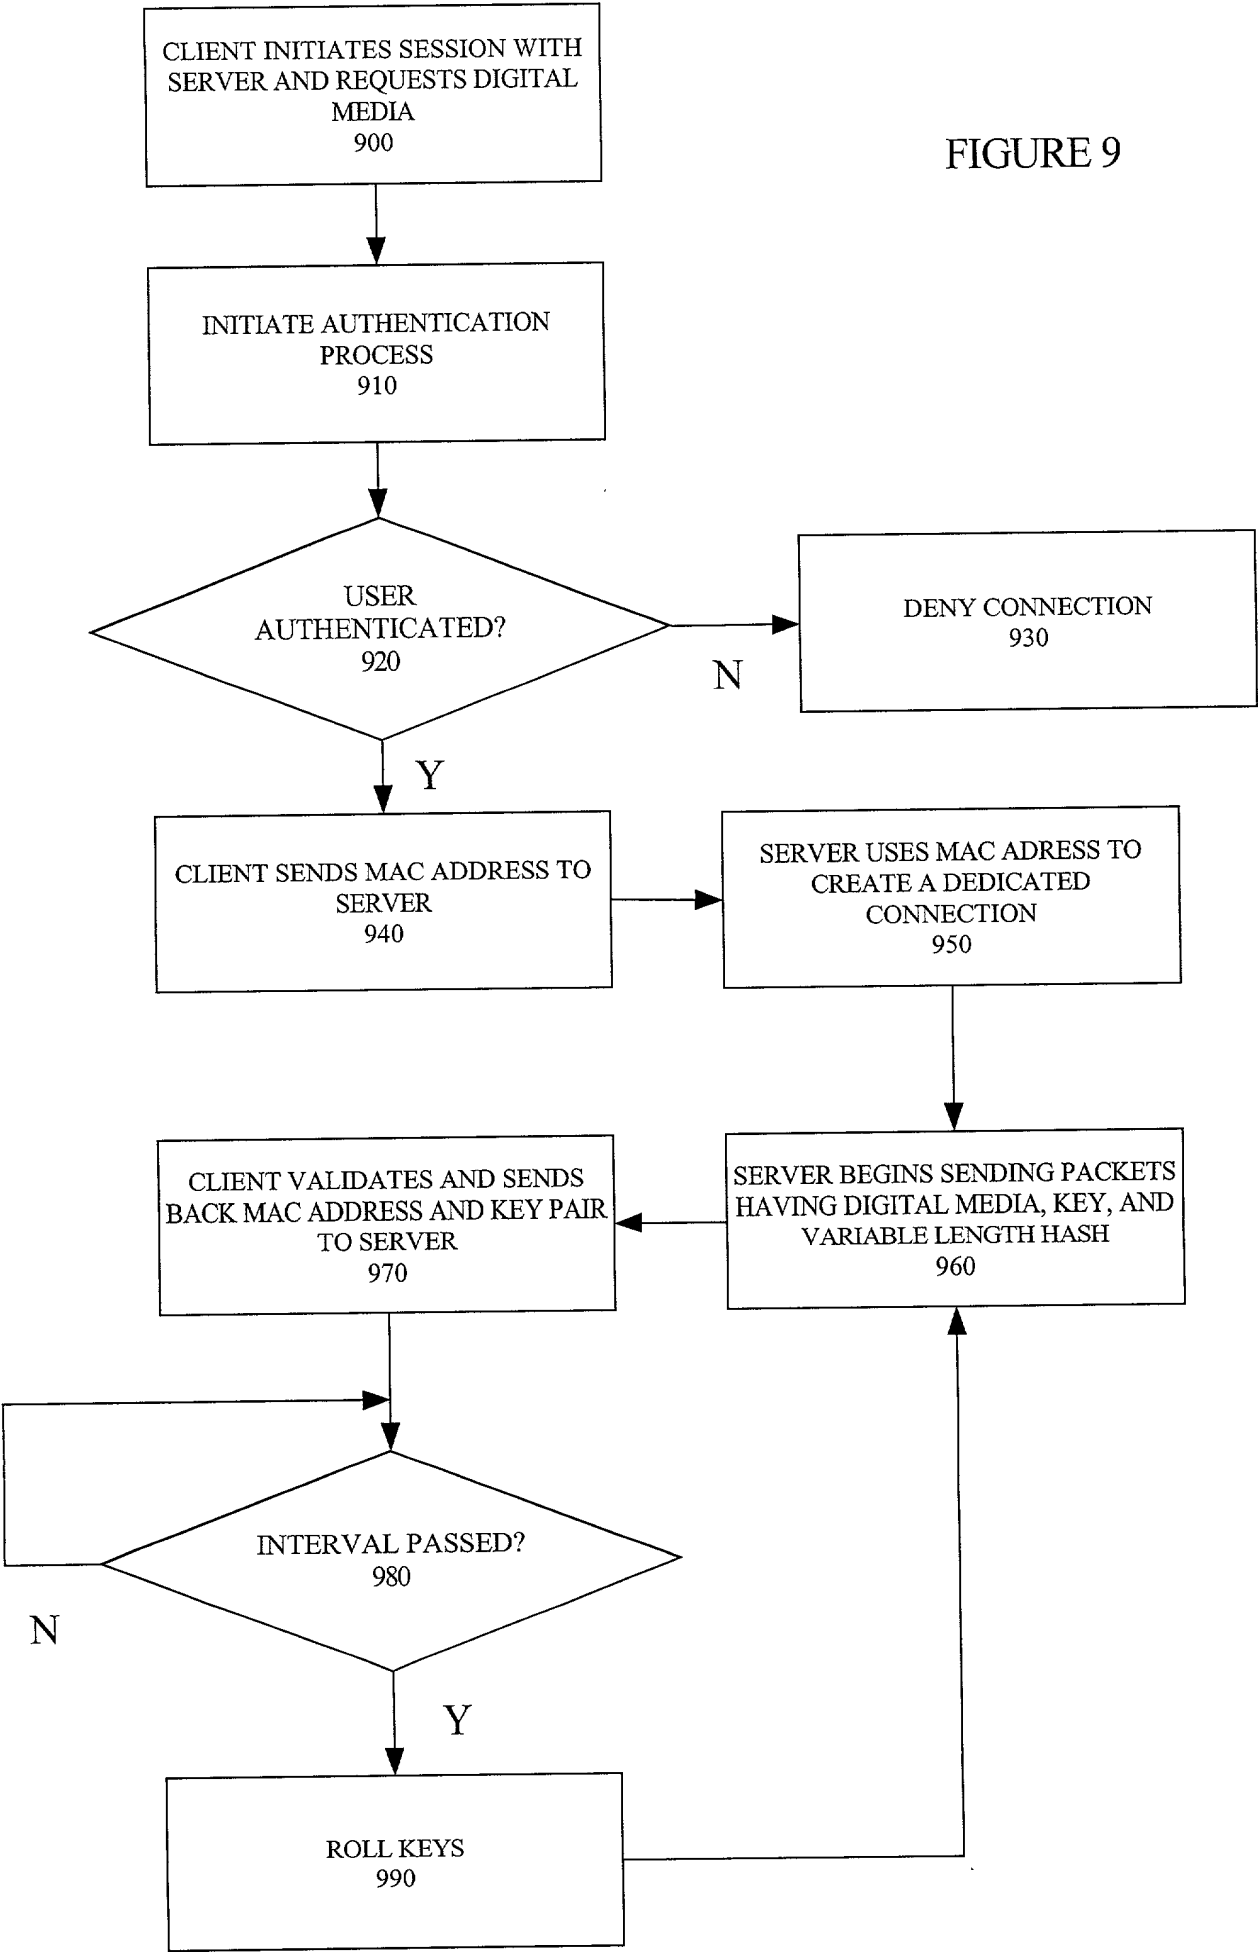 CLIENT INITIATES SESSION WITH
SERVER AND REQUESTS DIGITAL
MEDIA
900
FIGURE 9
INITIATE AUTHENTICATION
PROCESS
910
USER
AUTHENTICATED?
920
N
DENY CONNECTION
930
Y
CLIENT SENDS MAC ADDRESS TO
SERVER
940
SERVER USES MAC ADRESS TO
CREATE A DEDICATED
CONNECTION
950
SERVER BEGINS SENDING PACKETS
HAVING DIGITAL MEDIA, KEY, AND
VARIABLE LENGTH HASH
960
CLIENT VALIDATES AND SENDS
BACK MAC ADDRESS AND KEY PAIR
TO SERVER
970
INTERVAL PASSED?
980
N
Y
ROLL KEYS
990